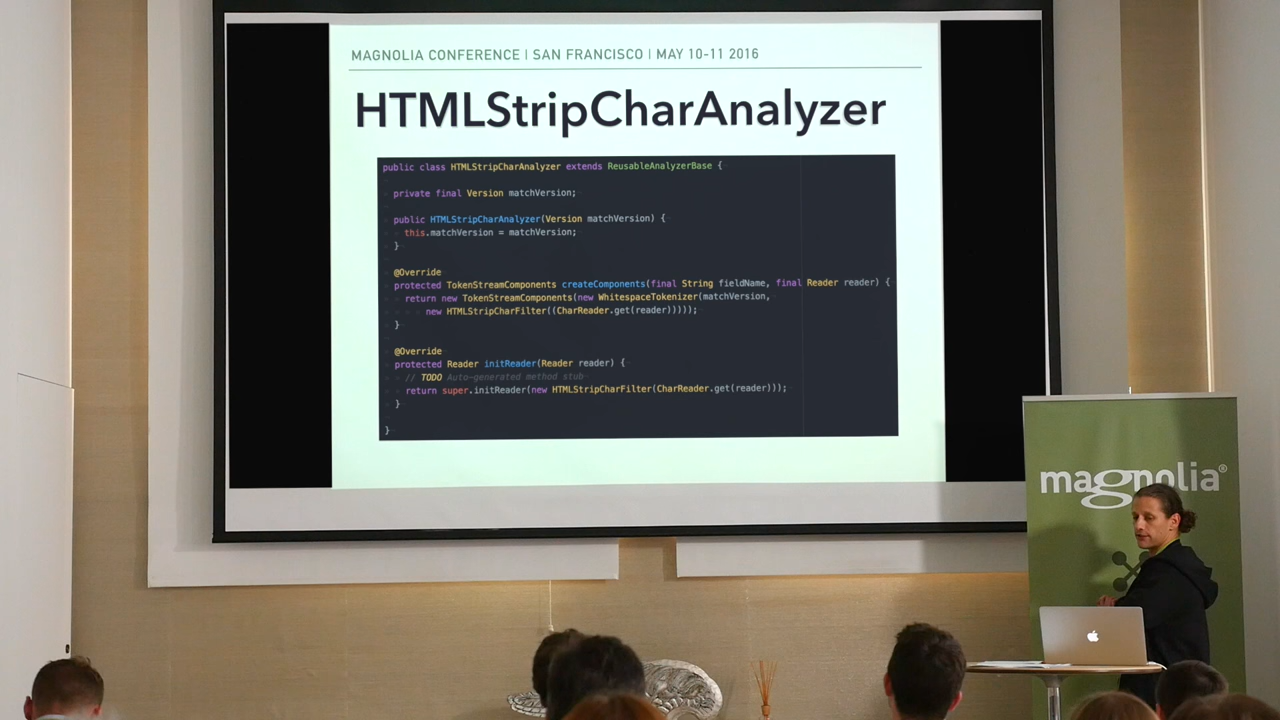 MAGNOLIA CONFERENCE | SAN FRANCISCO | MAY 10-11 2016
HTMLStripCharAnalyzer
public class HTMLStripCharAnalyzer extends ReusableAnalyzerBase {
private final Version matchVersion;
public HTMLStripCharAnalyzer(Version matchVersion) {
this.matchVersion = matchVersion;
}
@Override
protected TokenStreamComponents createComponents(final String fieldName, final Reader reader) {
return new TokenStreamComponents(new WhitespaceTokenizer(matchVersion,
new HTMLStripCharFilter((CharReader.get(reader)))));
}
@Override
protected Reader initReader(Reader reader) {
// TODO Auto-generated method stub
return super.initReader(new HTMLStripCharFilter(CharReader.get(reader)));
}
}
magnolia®